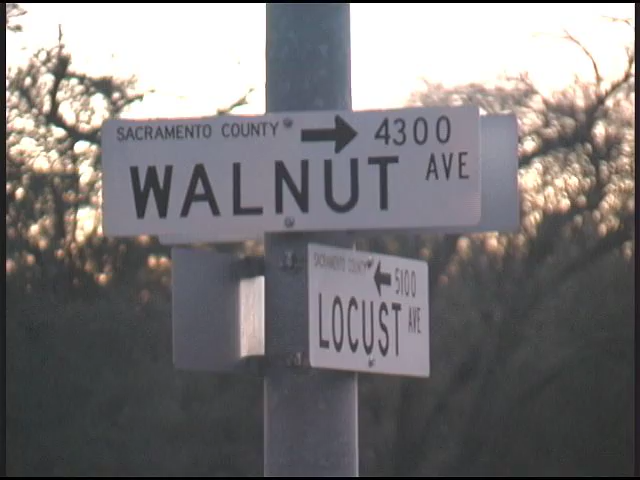 SACRAMENTO COUNTY → 4300
WALNUT AVE
SACRAMENTO COUNTY ← 5100
LOCUST AVE